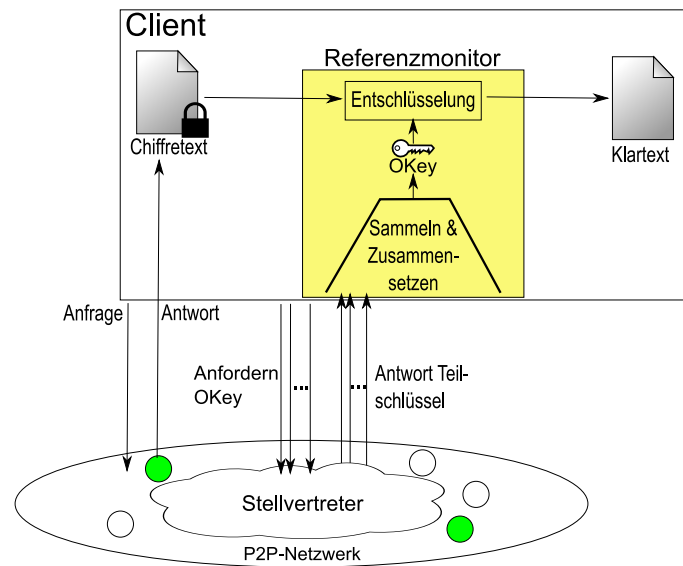 Client
Referenzmonitor
Entschlüsselung
Chiffretext
OKey
Klartext
Sammeln &
Zusammen-
setzen
Anfrage
Antwort
Anfordern
OKey
Antwort Teil-
schlüssel
Stellvertreter
P2P-Netzwerk